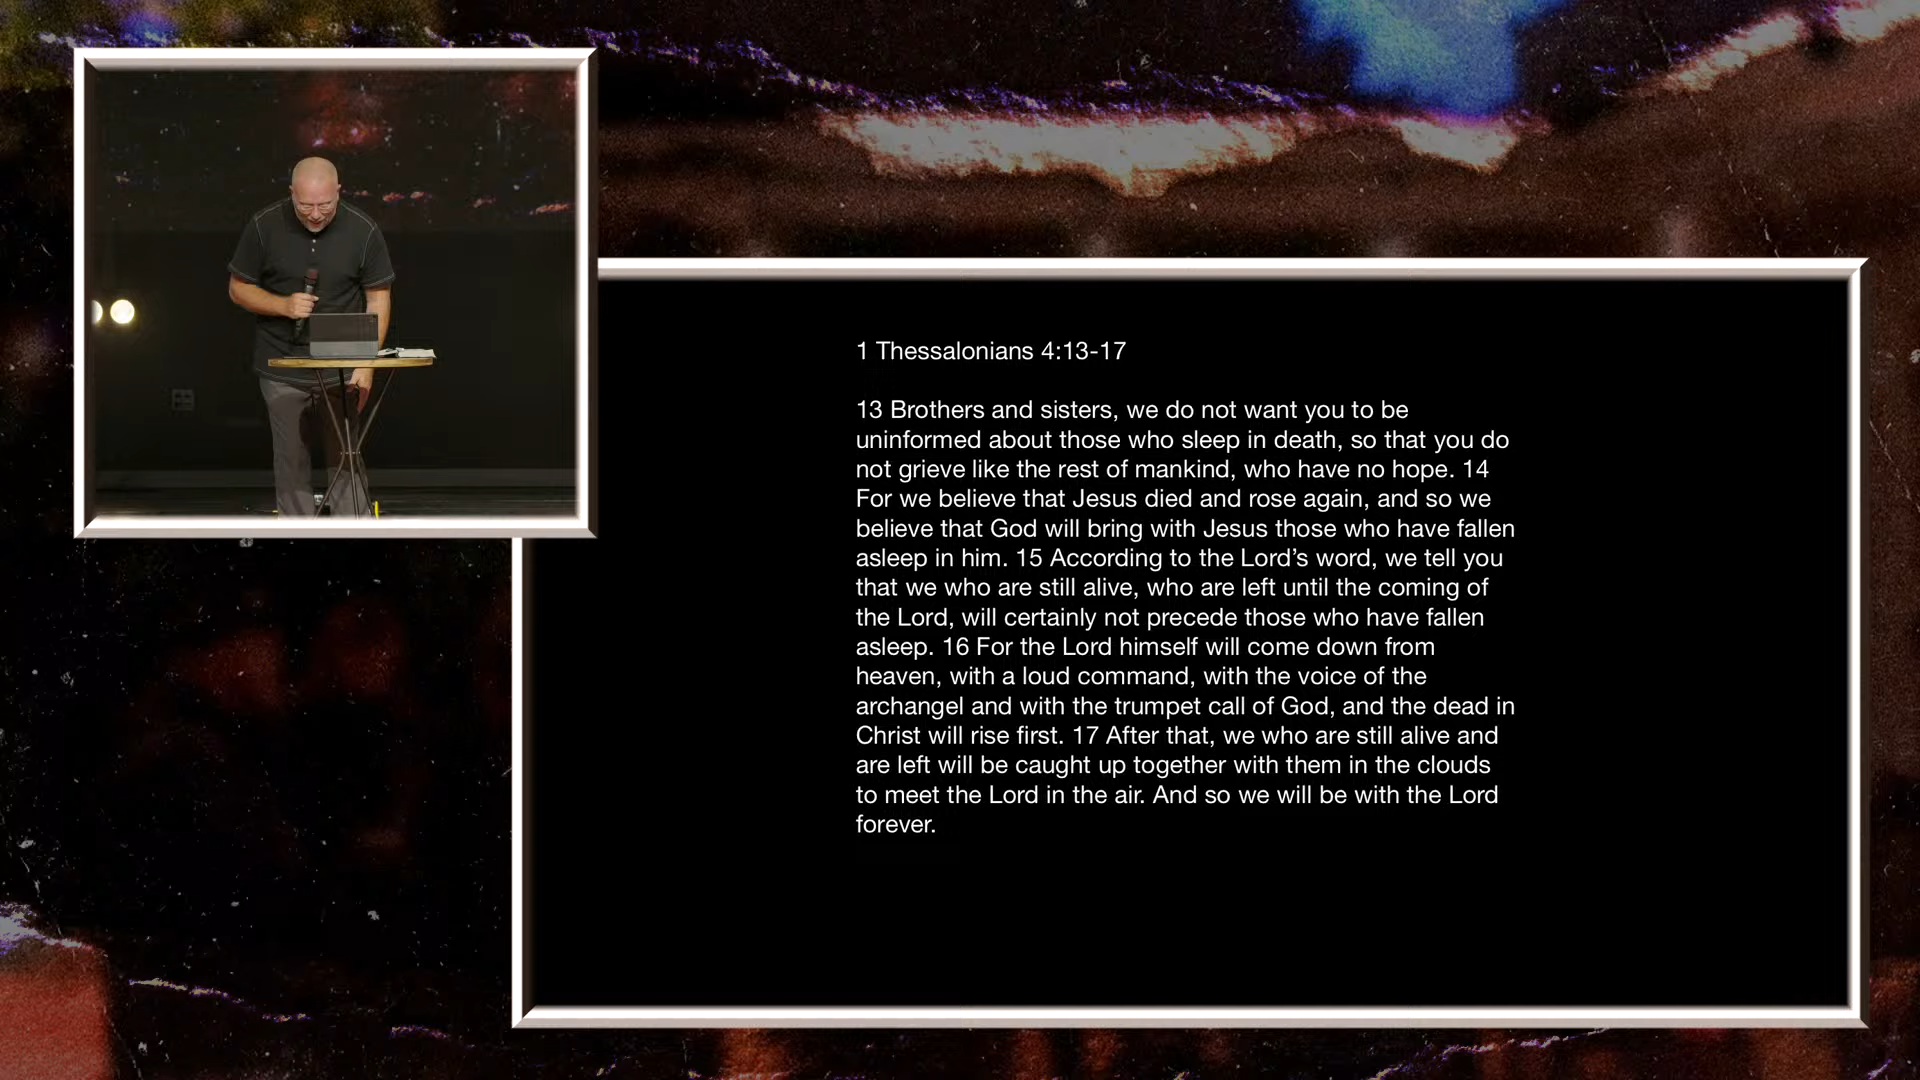 1 Thessalonians 4:13-17
13 Brothers and sisters, we do not want you to be
uninformed about those who sleep in death, so that you do
not grieve like the rest of mankind, who have no hope. 14
For we believe that Jesus died and rose again, and so we
believe that God will bring with Jesus those who have fallen
asleep in him. 15 According to the Lord’s word, we tell you
that we who are still alive, who are left until the coming of
the Lord, will certainly not precede those who have fallen
asleep. 16 For the Lord himself will come down from
heaven, with a loud command, with the voice of the
archangel and with the trumpet call of God, and the dead in
Christ will rise first. 17 After that, we who are still alive and
are left will be caught up together with them in the clouds
to meet the Lord in the air. And so we will be with the Lord
forever.